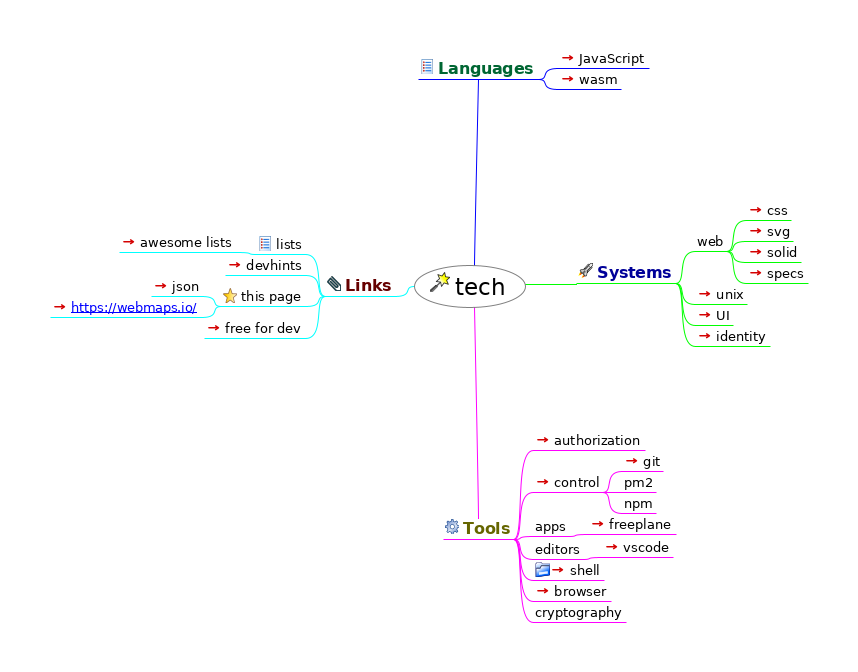 Languages
JavaScript
wasm
tech
Systems
web
css
svg
solid
specs
unix
UI
identity
Links
lists
awesome lists
devhints
this page
json
https://webmaps.io/
free for dev
Tools
authorization
control
git
pm2
npm
apps
freeplane
editors
vscode
shell
browser
cryptography